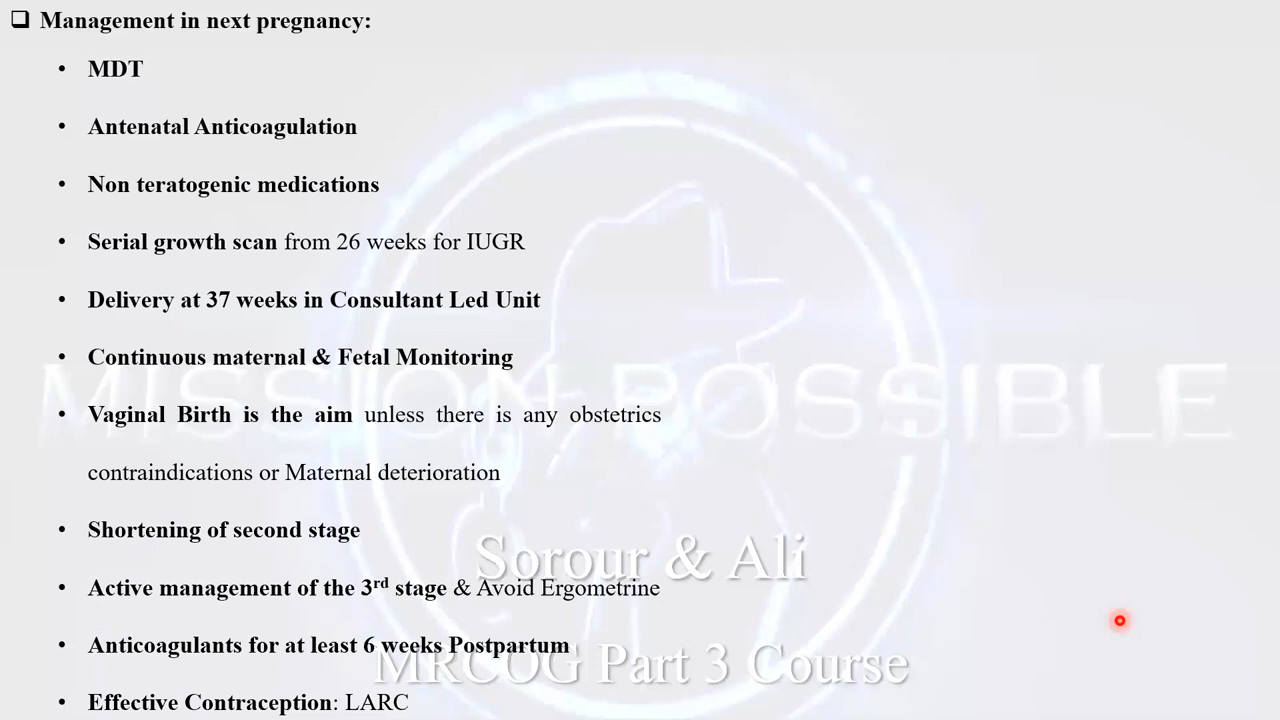 ❑ Management in next pregnancy:
• MDT
• Antenatal Anticoagulation
• Non teratogenic medications
• Serial growth scan from 26 weeks for IUGR
• Delivery at 37 weeks in Consultant Led Unit
• Continuous maternal & Fetal Monitoring
MISSION POSSIBLE
• Vaginal Birth is the aim unless there is any obstetrics
contraindications or Maternal deterioration
• Shortening of second stage
Sorour & Ali
• Active management of the 3rd stage & Avoid Ergometrine
• Anticoagulants for at least 6 weeks Postpartum
MRCOG Part 3 Course
• Effective Contraception: LARC